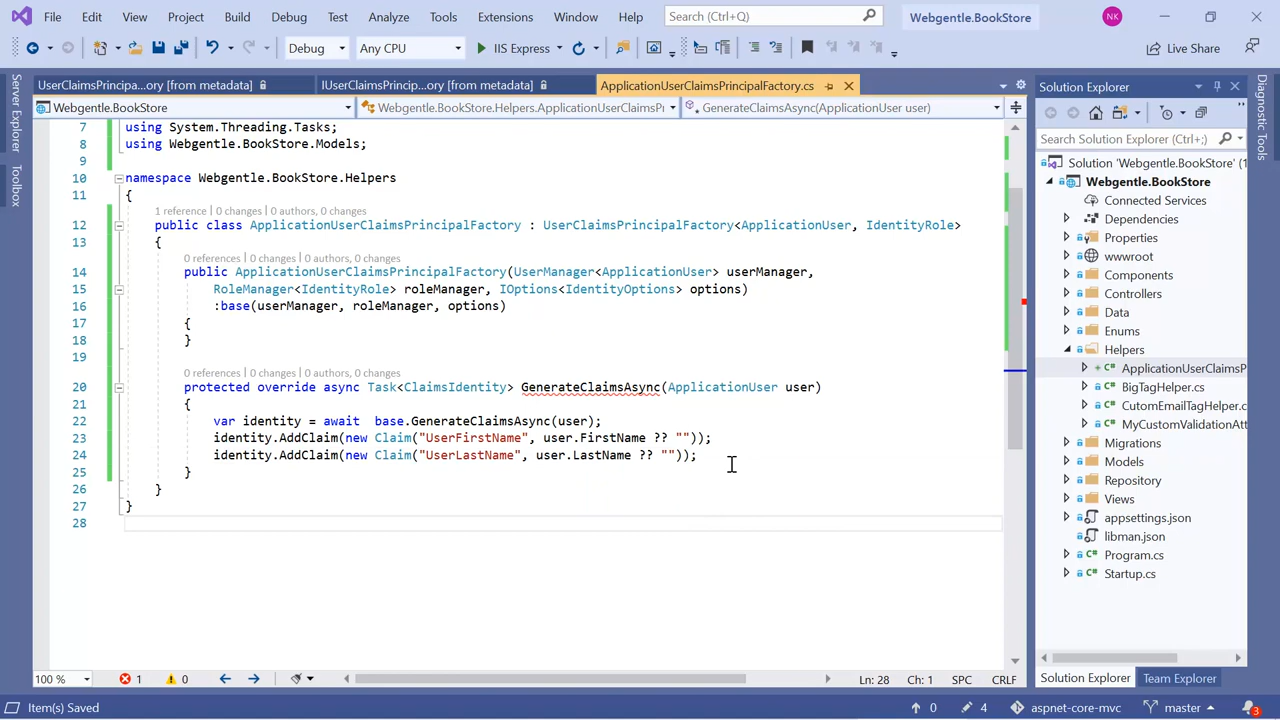 File Edit View Project Build Debug Test Analyze Tools Extensions Window Help Search (Ctrl+Q) Webgentle.BookStore NK
Debug Any CPU IIS Express Live Share
UserClaimsPrincipa...ory [from metadata] IUserClaimsPrincip...ory [from metadata] ApplicationUserClaimsPrincipalFactory.cs Solution Explorer
Webgentle.BookStore Webgentle.BookStore.Helpers.ApplicationUserClaimsP GenerateClaimsAsync(ApplicationUser user)
Server Explorer
Toolbox
7 using System.Threading.Tasks;
8 using Webgentle.BookStore.Models;
9
10 namespace Webgentle.BookStore.Helpers
11 {
1 reference | 0 changes | 0 authors, 0 changes
12 public class ApplicationUserClaimsPrincipalFactory : UserClaimsPrincipalFactory<ApplicationUser, IdentityRole>
13 {
0 references | 0 changes | 0 authors, 0 changes
14 public ApplicationUserClaimsPrincipalFactory(UserManager<ApplicationUser> userManager,
15 RoleManager<IdentityRole> roleManager, IOptions<IdentityOptions> options)
16 :base(userManager, roleManager, options)
17 {
18 }
19
0 references | 0 changes | 0 authors, 0 changes
20 protected override async Task<ClaimsIdentity> GenerateClaimsAsync(ApplicationUser user)
21 {
22 var identity = await base.GenerateClaimsAsync(user);
23 identity.AddClaim(new Claim("UserFirstName", user.FirstName ?? ""));
24 identity.AddClaim(new Claim("UserLastName", user.LastName ?? ""));
25 }
26 }
27 }
28
Search Solution Explorer (Ctrl+;)
Solution 'Webgentle.BookStore' (1
Webgentle.BookStore
Connected Services
Dependencies
Properties
wwwroot
Components
Controllers
Data
Enums
Helpers
ApplicationUserClaimsP
BigTagHelper.cs
CutomEmailTagHelper.c
MyCustomValidationAtt
Migrations
Models
Repository
Views
appsettings.json
libman.json
Program.cs
Startup.cs
Diagnostic Tools
100 % 1 0 Ln: 28 Ch: 1 SPC CRLF
Solution Explorer Team Explorer
Item(s) Saved 0 4 aspnet-core-mvc master 3